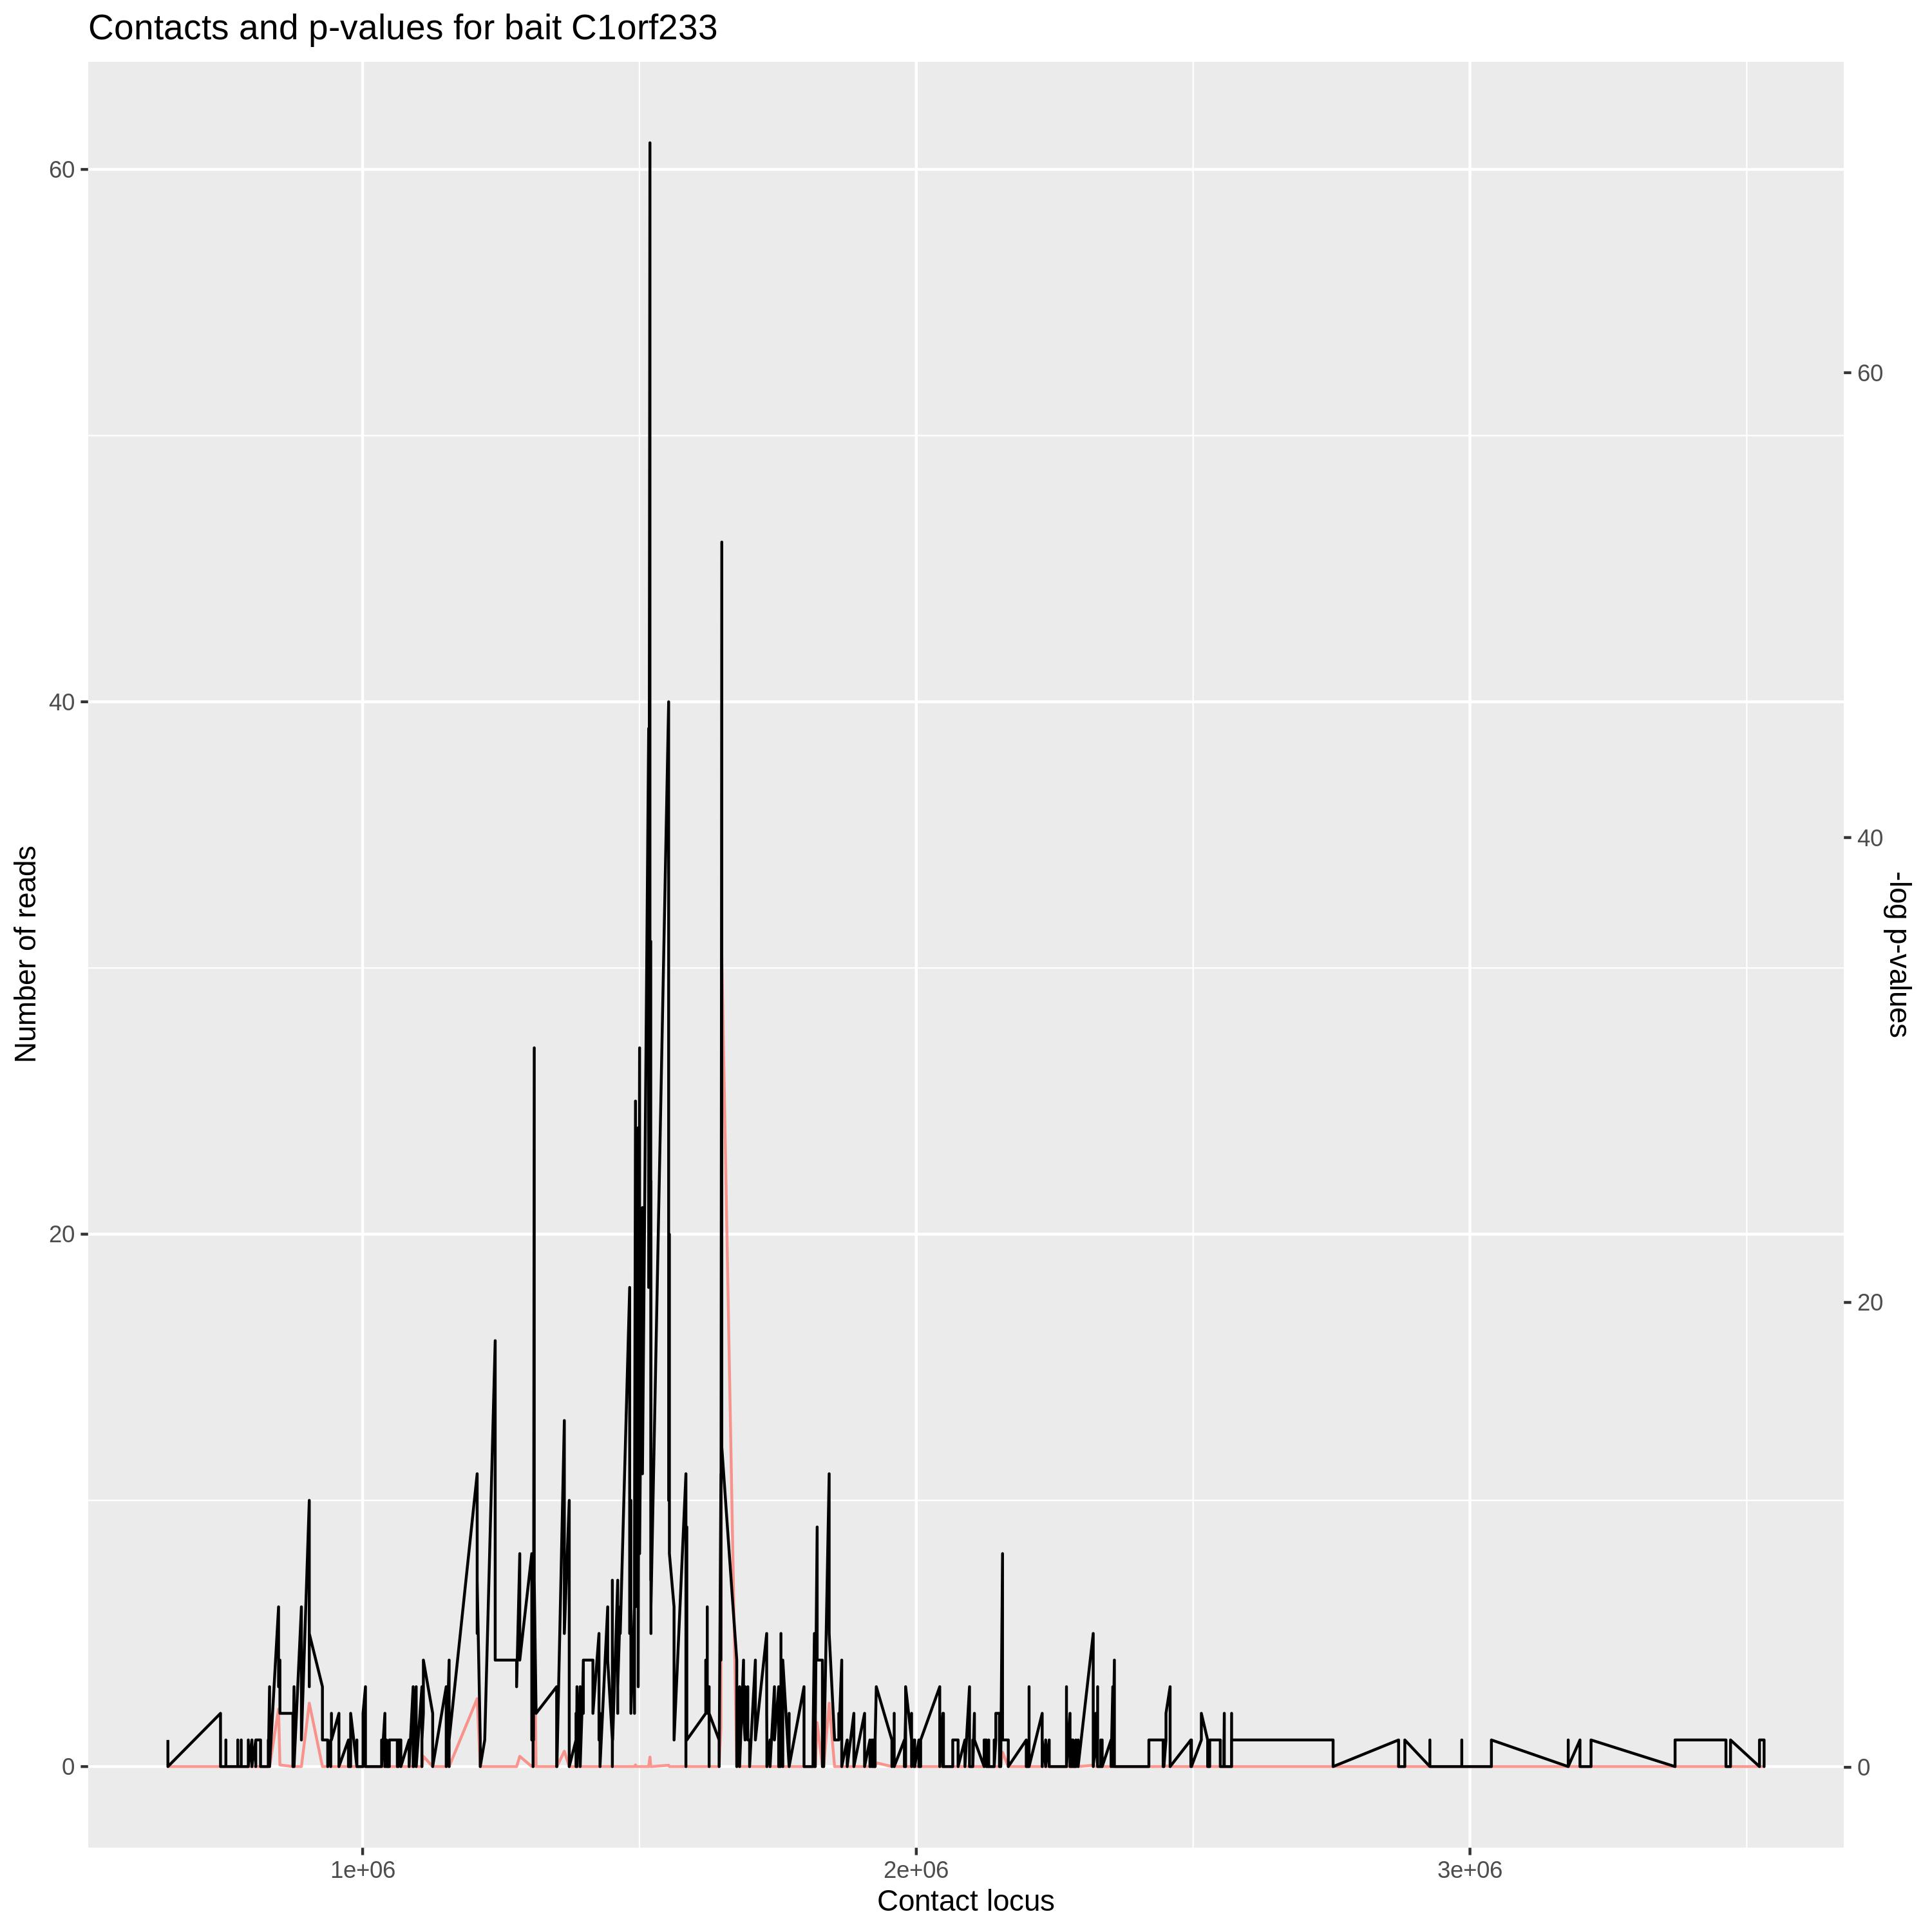 Contacts and p-values for bait C1orf233
60
40
20
0
Number of reads
60
40
20
0
-log p-values
1e+06
2e+06
3e+06
Contact locus